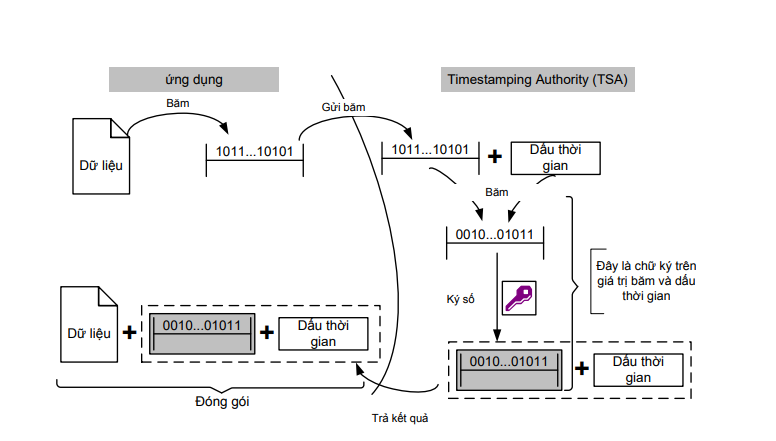 ứng dụng
Timestamping Authority (TSA)
Băm
Gửi băm
Dữ liệu
1011...10101
1011...10101
+
Dấu thời
gian
Băm
0010...01011
Ký số
Đây là chữ ký trên
giá trị băm và dấu
thời gian
Dữ liệu
+
0010...01011
+
Dấu thời
gian
0010...01011
+
Dấu thời
gian
Đóng gói
Trả kết quả